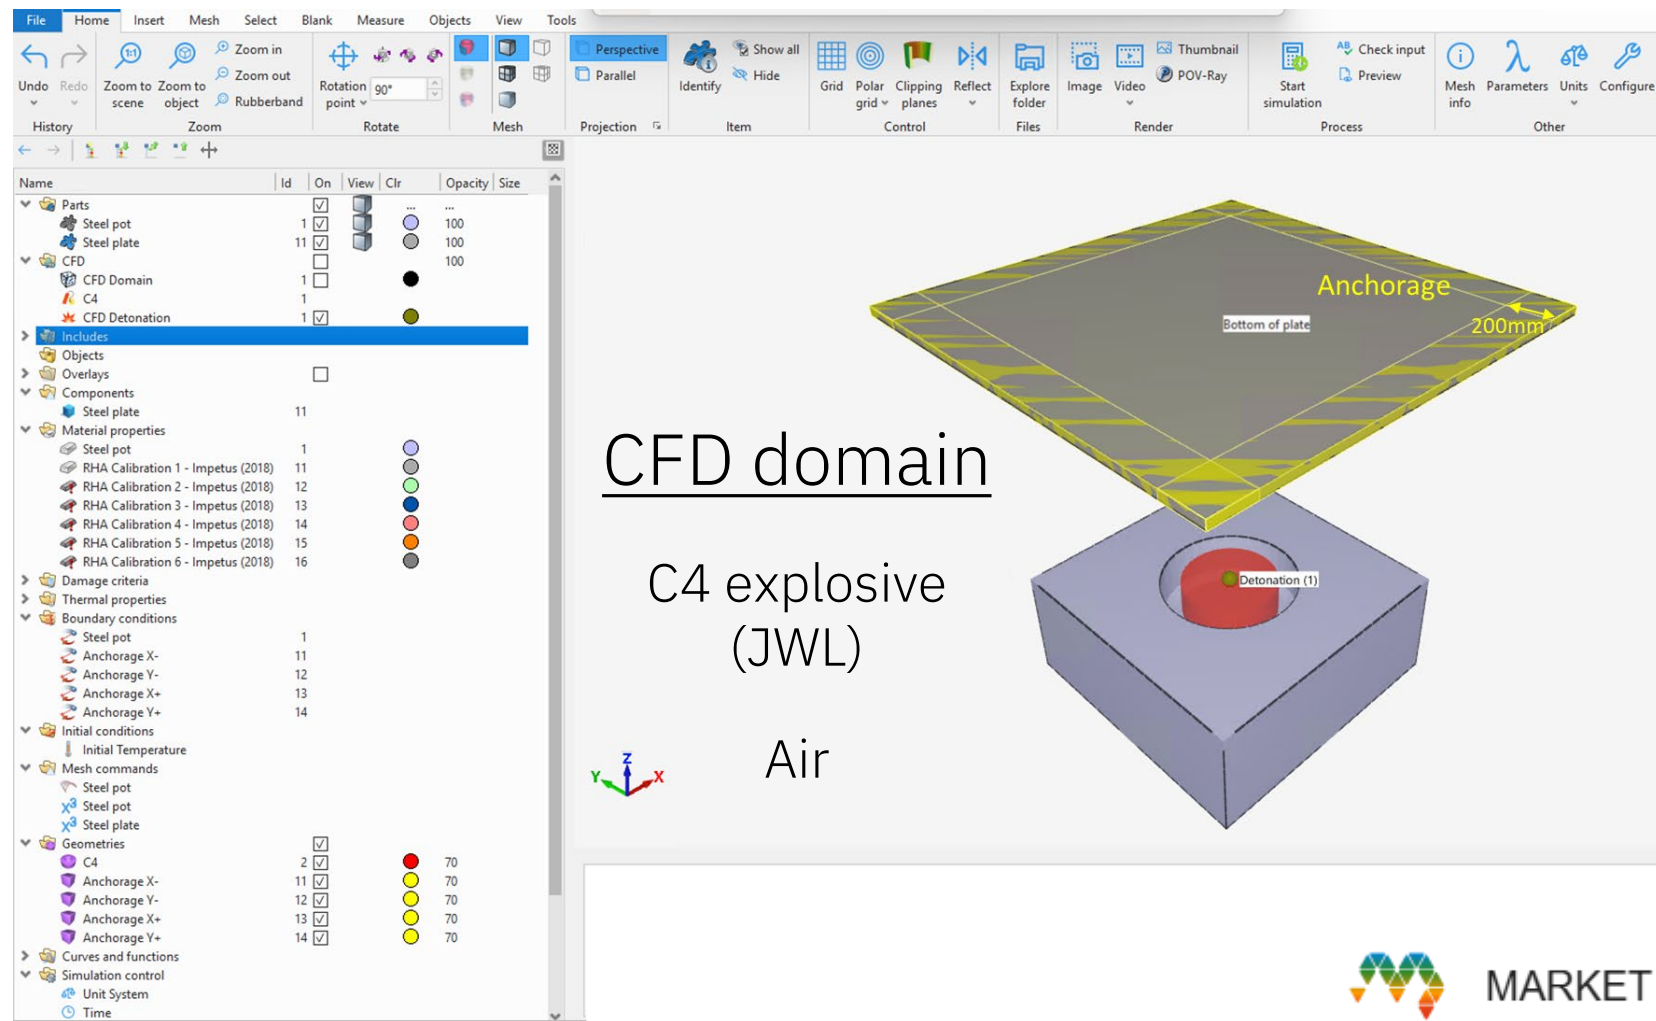 File Home Insert Mesh Select Blank Measure Objects View Tools
Undo Redo Zoom to scene Zoom to object Zoom in Zoom out Rubberband Rotation point 90° Perspective Parallel Identify Show all Hide Grid Polar grid Clipping planes Reflect Explore folder Image Video Thumbnail POV-Ray Start simulation Check input Preview Mesh info Parameters Units Configure
History Zoom Rotate Mesh Projection Item Control Files Render Process Other
Name Id On View Clr Opacity Size
Parts ... ...
Steel pot 1 100
Steel plate 11 100
CFD 100
CFD Domain 1
C4 1
CFD Detonation 1
Includes
Objects
Overlays
Components
Steel plate 11
Material properties
Steel pot 1
RHA Calibration 1 - Impetus (2018) 11
RHA Calibration 2 - Impetus (2018) 12
RHA Calibration 3 - Impetus (2018) 13
RHA Calibration 4 - Impetus (2018) 14
RHA Calibration 5 - Impetus (2018) 15
RHA Calibration 6 - Impetus (2018) 16
Damage criteria
Thermal properties
Boundary conditions
Steel pot 1
Anchorage X- 11
Anchorage Y- 12
Anchorage X+ 13
Anchorage Y+ 14
Initial conditions
Initial Temperature
Mesh commands
Steel pot
Steel pot
Steel plate
Geometries
C4 2 70
Anchorage X- 11 70
Anchorage Y- 12 70
Anchorage X+ 13 70
Anchorage Y+ 14 70
Curves and functions
Simulation control
Unit System
Time
CFD domain
C4 explosive
(JWL)
Air
Anchorage
200mm
Bottom of plate
Detonation (1)
Z
Y
X
MARKET